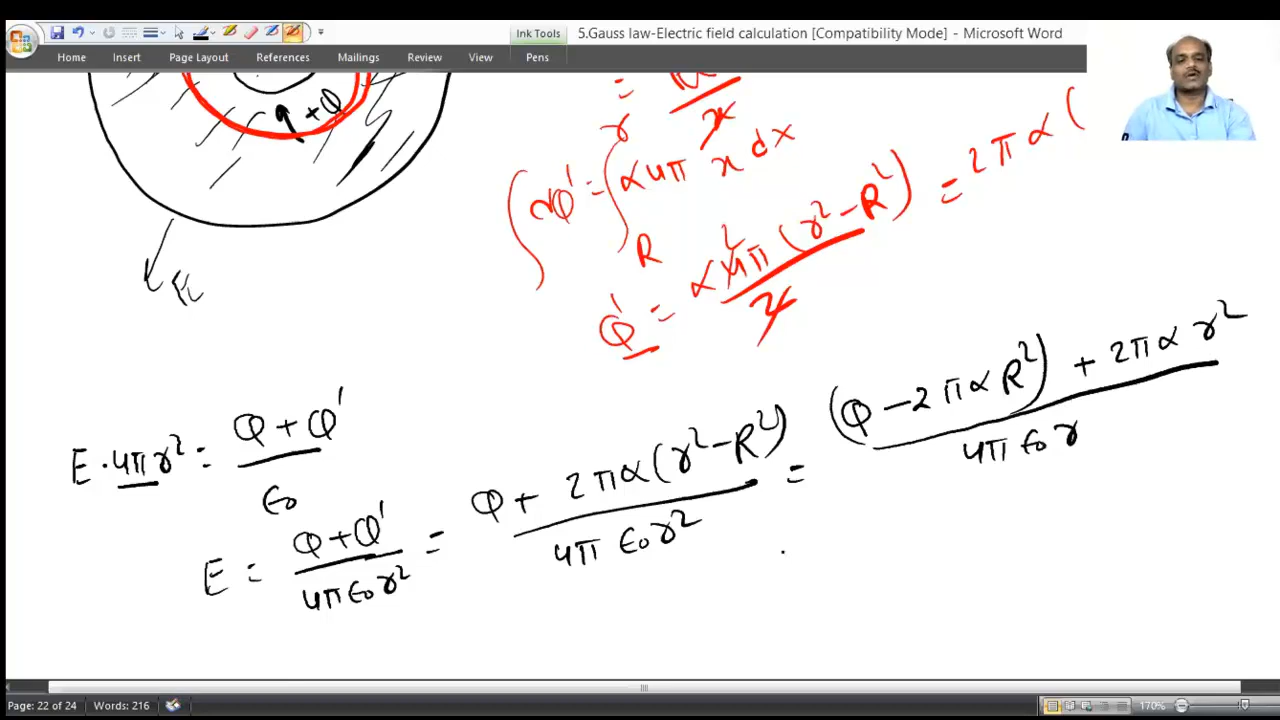 Ink Tools
5.Gauss law-Electric field calculation [Compatibility Mode] - Microsoft Word
Home Insert Page Layout References Mailings Review View Pens
q + Q
∫dQ' = ∫ α 4π x dx
r
R
Q' = α 4π (r² - R²) / 2 = 2πα (
2
E · 4πr² = (Q + Q') / ϵ₀
E = (Q + Q') / 4πϵ₀r² = (Q + 2πα(r² - R²)) / 4πϵ₀r² = ((Q - 2παR²) + 2παr²) / 4πϵ₀r
Page: 22 of 24 Words: 216 170%